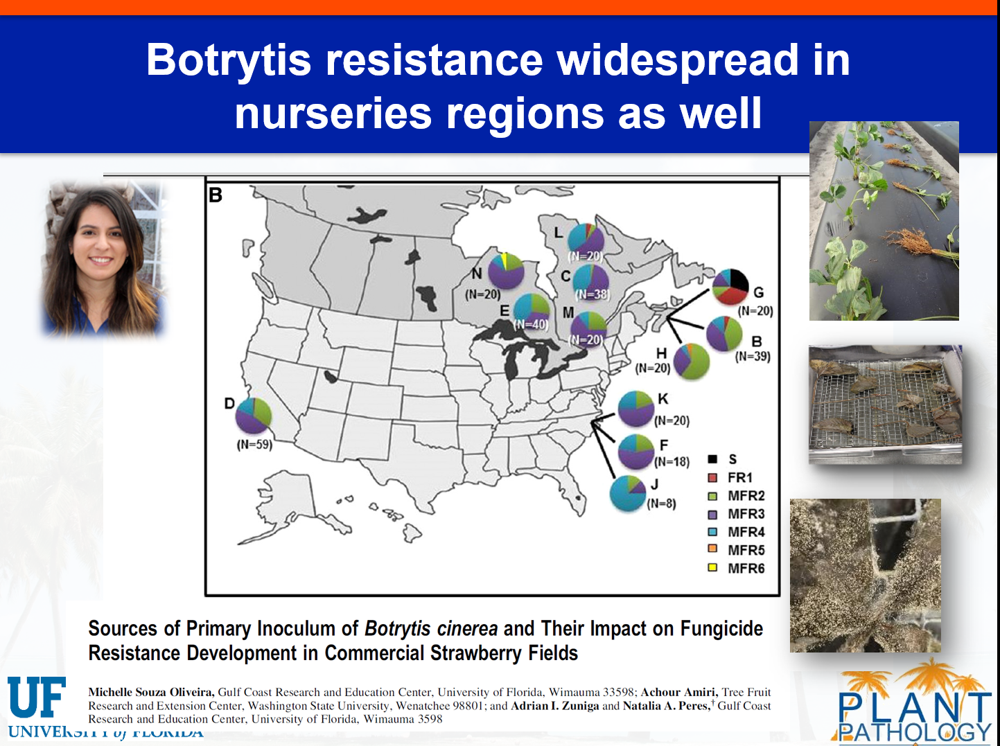 Botrytis resistance widespread in
nurseries regions as well
B
L
(N=20)
N
(N=20)
C
(N=38)
G
(N=20)
E
(N=40)
M
(N=20)
B
(N=39)
H
(N=20)
D
(N=59)
K
(N=20)
F
(N=18)
J
(N=8)
S
FR1
MFR2
MFR3
MFR4
MFR5
MFR6
Sources of Primary Inoculum of Botrytis cinerea and Their Impact on Fungicide
Resistance Development in Commercial Strawberry Fields
Michelle Souza Oliveira, Gulf Coast Research and Education Center, University of Florida, Wimauma 33598; Achour Amiri, Tree Fruit
Research and Extension Center, Washington State University, Wenatchee 98801; and Adrian I. Zuniga and Natalia A. Peres,† Gulf Coast
Research and Education Center, University of Florida, Wimauma 3598
UF
UNIVERSITY of FLORIDA
PLANT
PATHOLOGY